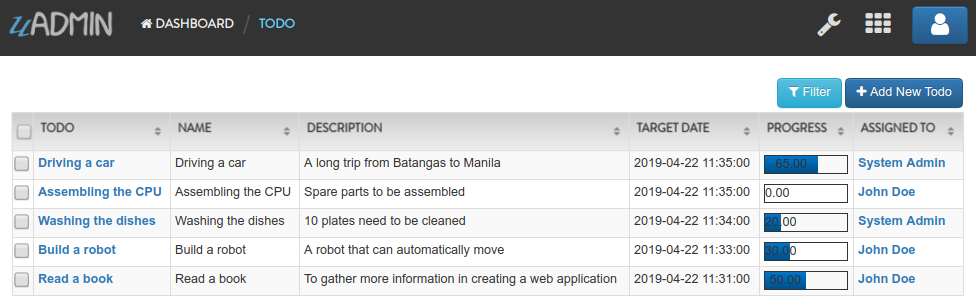 uADMIN DASHBOARD / TODO
Filter + Add New Todo
TODO NAME DESCRIPTION TARGET DATE PROGRESS ASSIGNED TO
Driving a car Driving a car A long trip from Batangas to Manila 2019-04-22 11:35:00 65.00 System Admin
Assembling the CPU Assembling the CPU Spare parts to be assembled 2019-04-22 11:35:00 0.00 John Doe
Washing the dishes Washing the dishes 10 plates need to be cleaned 2019-04-22 11:34:00 20.00 System Admin
Build a robot Build a robot A robot that can automatically move 2019-04-22 11:33:00 30.00 John Doe
Read a book Read a book To gather more information in creating a web application 2019-04-22 11:31:00 50.00 John Doe